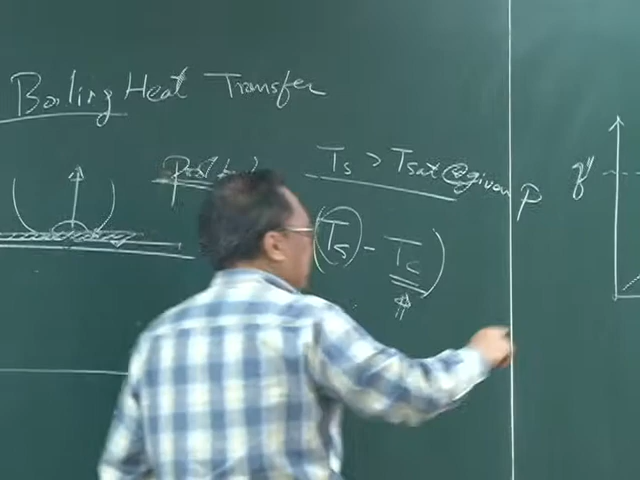 Boiling Heat Transfer
Ts > Tsat @ given P
(Ts - Tc)
q"